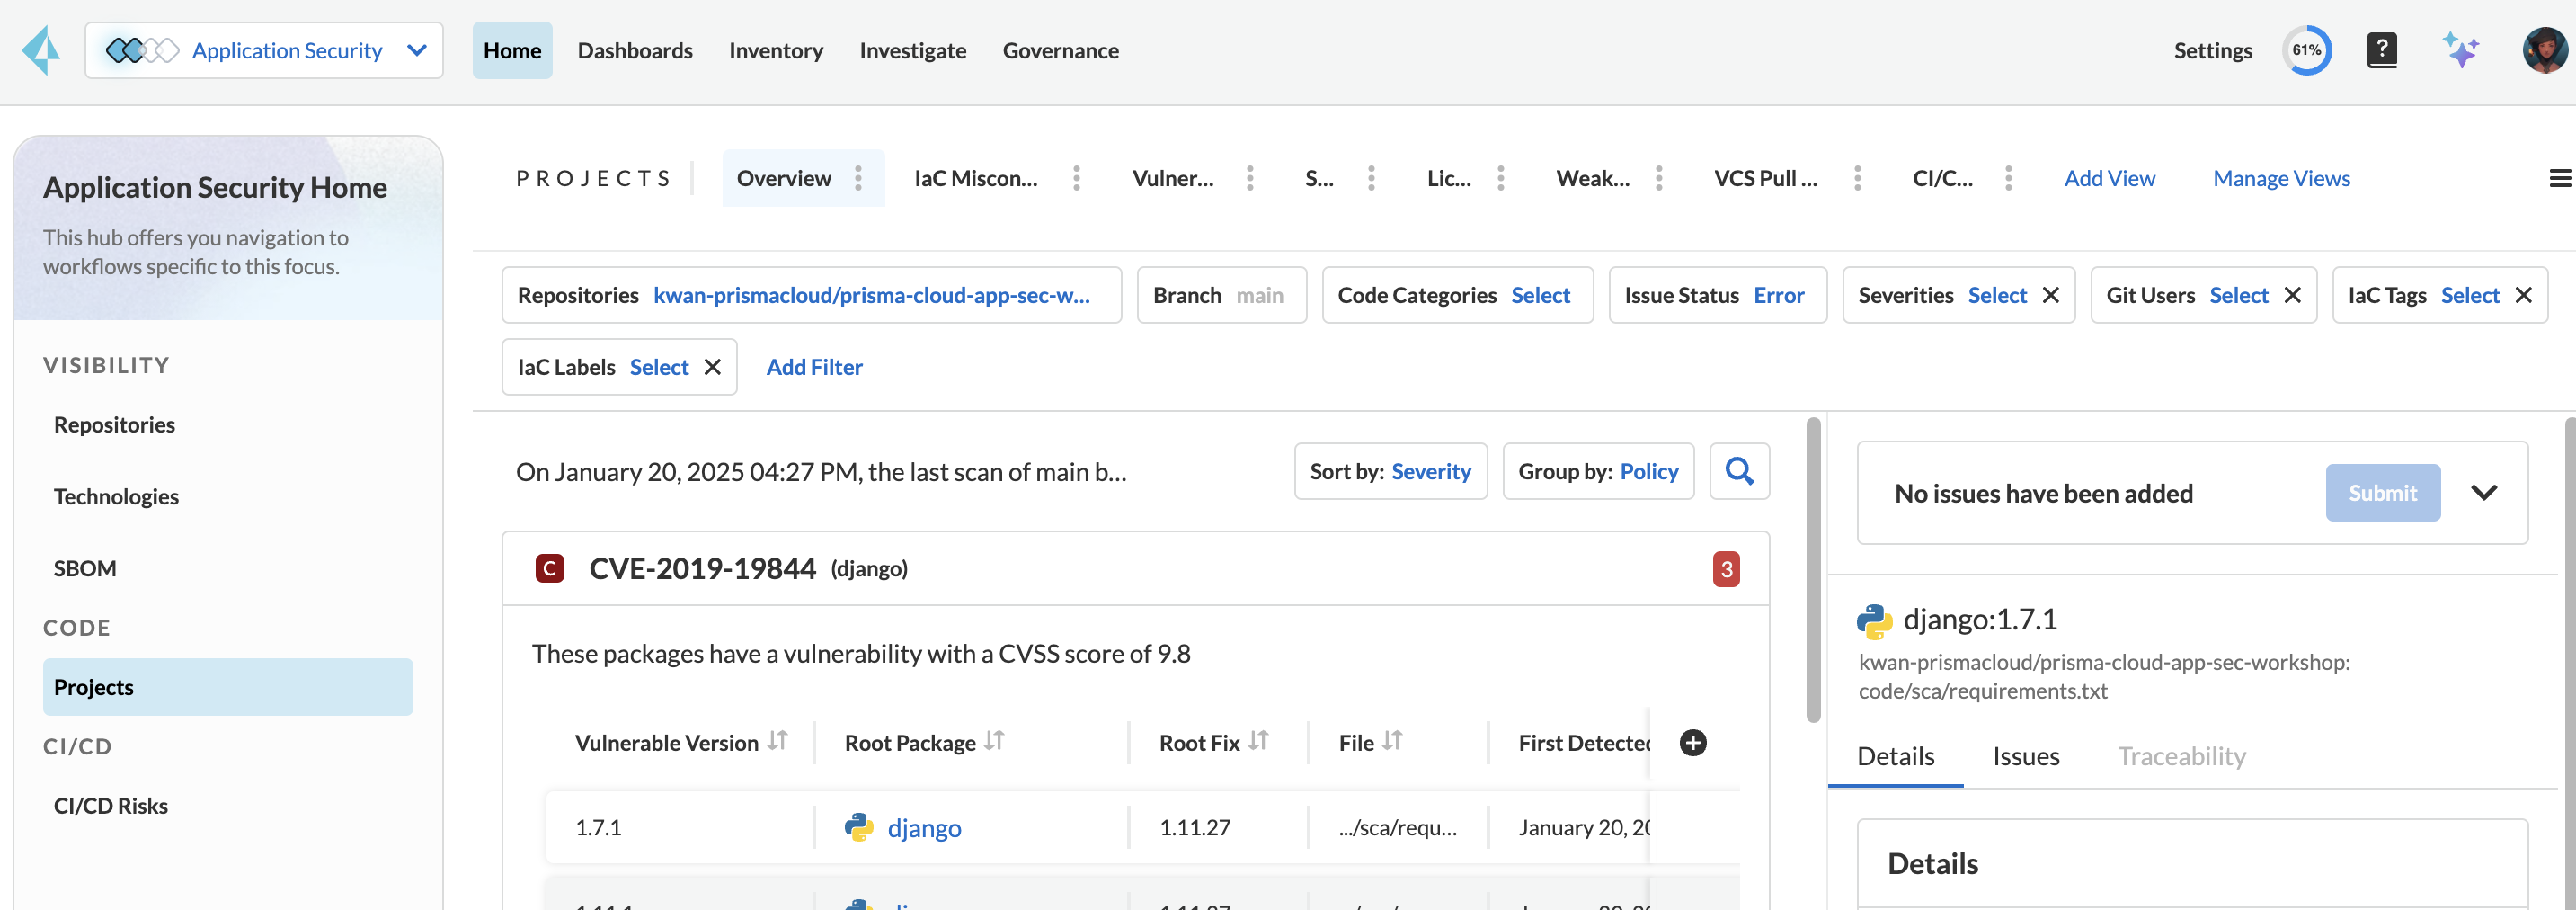 Application Security
Home
Dashboards
Inventory
Investigate
Governance
Settings
61%
?
Application Security Home
This hub offers you navigation to
workflows specific to this focus.
VISIBILITY
Repositories
Technologies
SBOM
CODE
Projects
CI/CD
CI/CD Risks
PROJECTS
Overview
IaC Miscon...
Vulner...
S...
Lic...
Weak...
VCS Pull ...
CI/C...
Add View
Manage Views
Repositories kwan-prismacloud/prisma-cloud-app-sec-w...
Branch main
Code Categories Select
Issue Status Error
Severities Select
Git Users Select
IaC Tags Select
IaC Labels Select
Add Filter
On January 20, 2025 04:27 PM, the last scan of main b...
Sort by: Severity
Group by: Policy
C CVE-2019-19844 (django) 3
These packages have a vulnerability with a CVSS score of 9.8
Vulnerable Version Root Package Root Fix File First Detected
1.7.1 django 1.11.27 .../sca/requ... January 20, 20
No issues have been added
Submit
django:1.7.1
kwan-prismacloud/prisma-cloud-app-sec-workshop:
code/sca/requirements.txt
Details
Issues
Traceability
Details